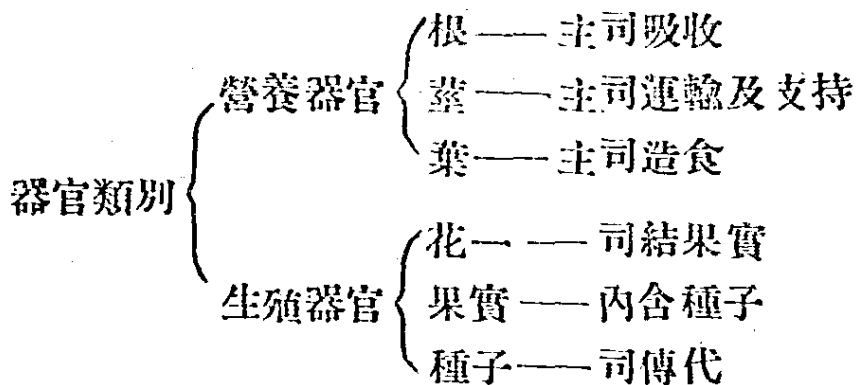 根——主司吸收
營養器官 莖——主司運輸及支持
葉——主司造食
器官類別
花一 —司結果實
生殖器官 果實——內含種子
種子——司傳代